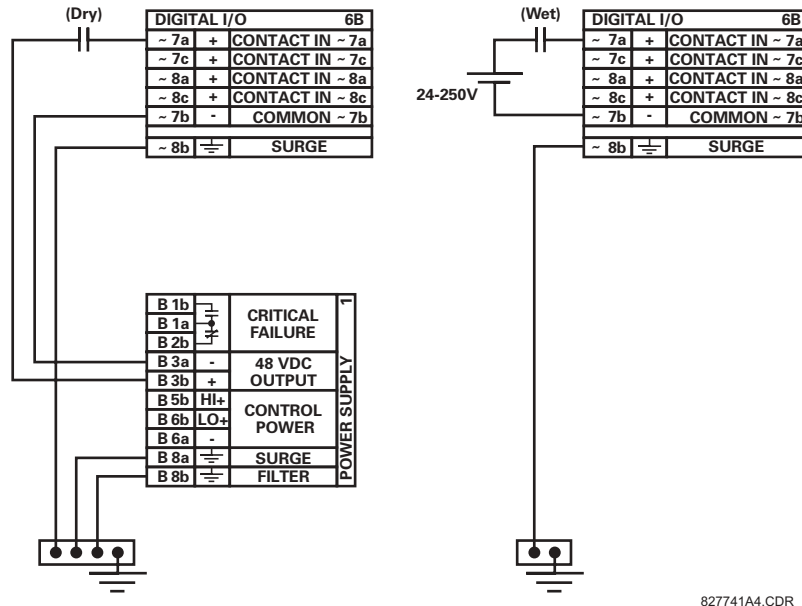 (Dry)
DIGITAL I/O 6B
~ 7a + CONTACT IN ~ 7a
~ 7c + CONTACT IN ~ 7c
~ 8a + CONTACT IN ~ 8a
~ 8c + CONTACT IN ~ 8c
~ 7b - COMMON ~ 7b
~ 8b SURGE
(Wet)
24-250V
DIGITAL I/O 6B
~ 7a + CONTACT IN ~ 7a
~ 7c + CONTACT IN ~ 7c
~ 8a + CONTACT IN ~ 8a
~ 8c + CONTACT IN ~ 8c
~ 7b - COMMON ~ 7b
~ 8b SURGE
B 1b
B 1a
B 2b
CRITICAL
FAILURE
B 3a -
B 3b +
48 VDC
OUTPUT
B 5b HI+
B 6b LO+
B 6a -
CONTROL
POWER
B 8a SURGE
B 8b FILTER
POWER SUPPLY 1
827741A4.CDR